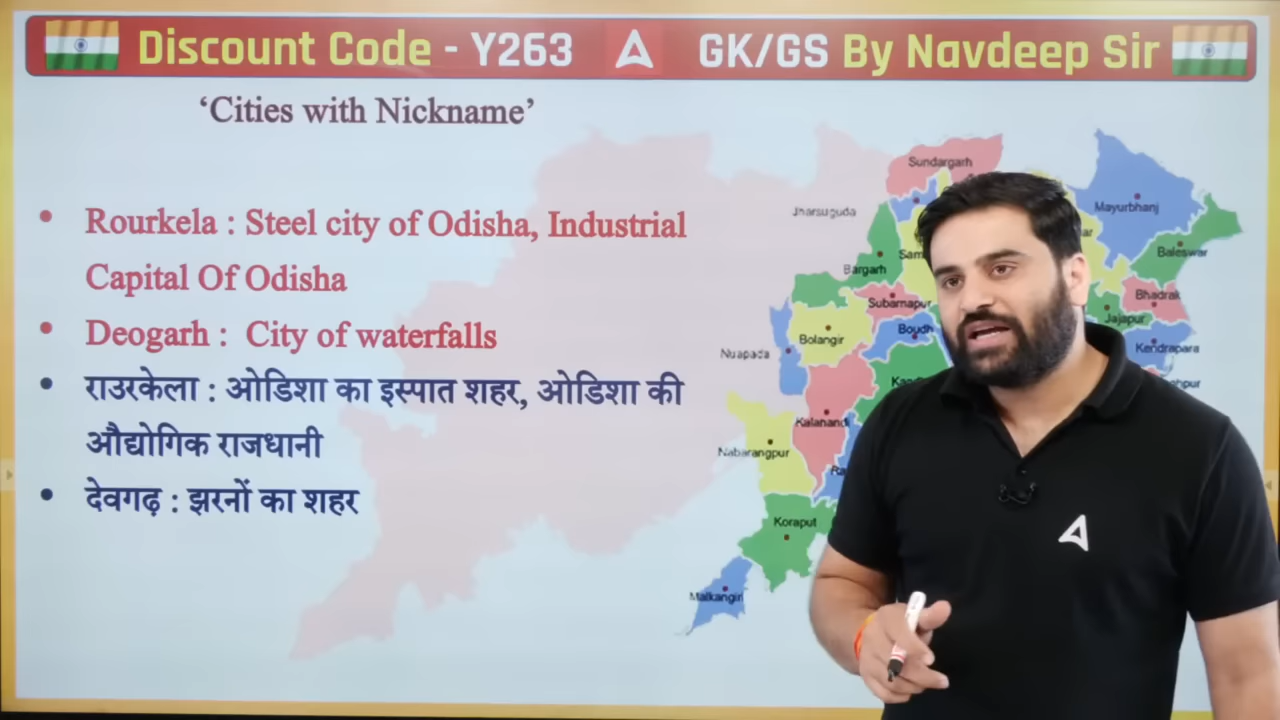 Discount Code - Y263 GK/GS By Navdeep Sir
‘Cities with Nickname’
• Rourkela : Steel city of Odisha, Industrial
Capital Of Odisha
• Deogarh : City of waterfalls
• राउरकेला : ओडिशा का इस्पात शहर, ओडिशा की
औद्योगिक राजधानी
• देवगढ़ : झरनों का शहर
Sundargarh
Mayurbhanj
Jharsuguda
Baleswar
Bargarh
Bhadrak
Subarnapur
Jajapur
Boudh
Bolangir
Kendrapara
Nuapada
Nabarangpur
Koraput
Malkangiri